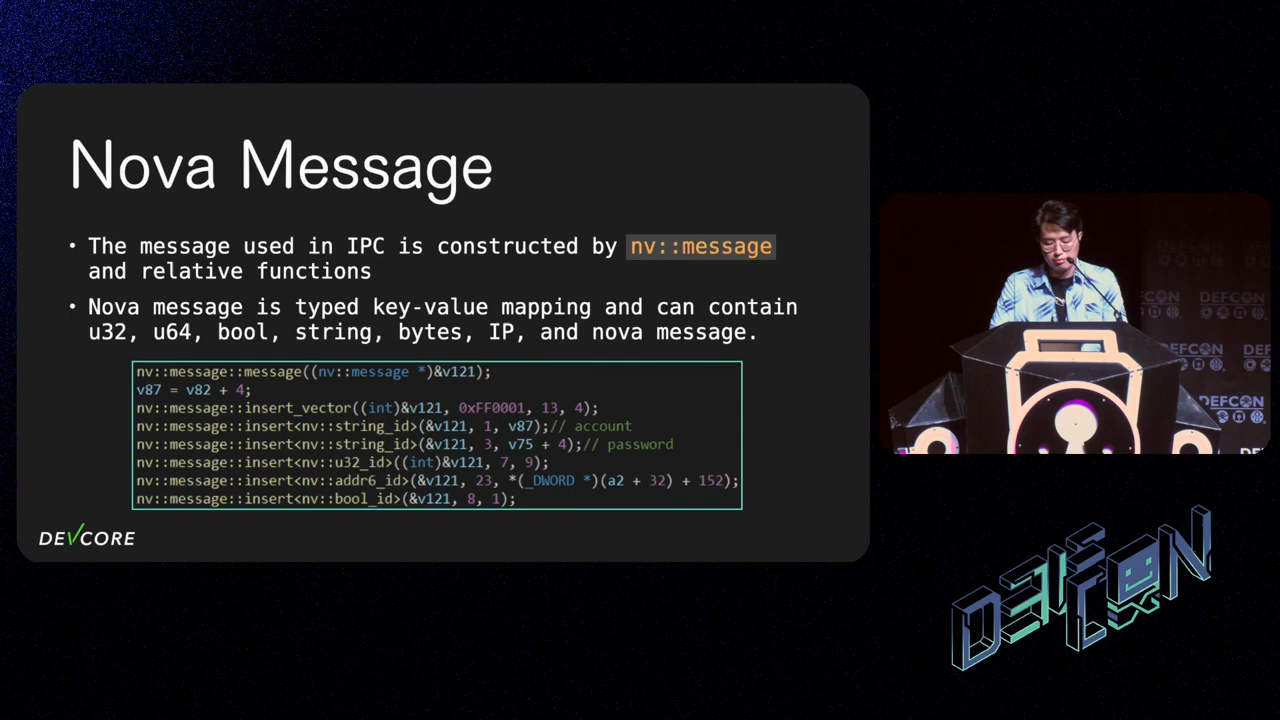 Nova Message
• The message used in IPC is constructed by nv::message
and relative functions
• Nova message is typed key-value mapping and can contain
u32, u64, bool, string, bytes, IP, and nova message.
nv::message::message((nv::message *)&v121);
v87 = v82 + 4;
nv::message::insert_vector((int)&v121, 0xFF0001, 13, 4);
nv::message::insert<nv::string_id>(&v121, 1, v87);// account
nv::message::insert<nv::string_id>(&v121, 3, v75 + 4);// password
nv::message::insert<nv::u32_id>((int)&v121, 7, 9);
nv::message::insert<nv::addr6_id>(&v121, 23, *(_DWORD *)(a2 + 32) + 152);
nv::message::insert<nv::bool_id>(&v121, 8, 1);
DEVCORE
DEFCON
DEFCON
DEFCON
DEFCON